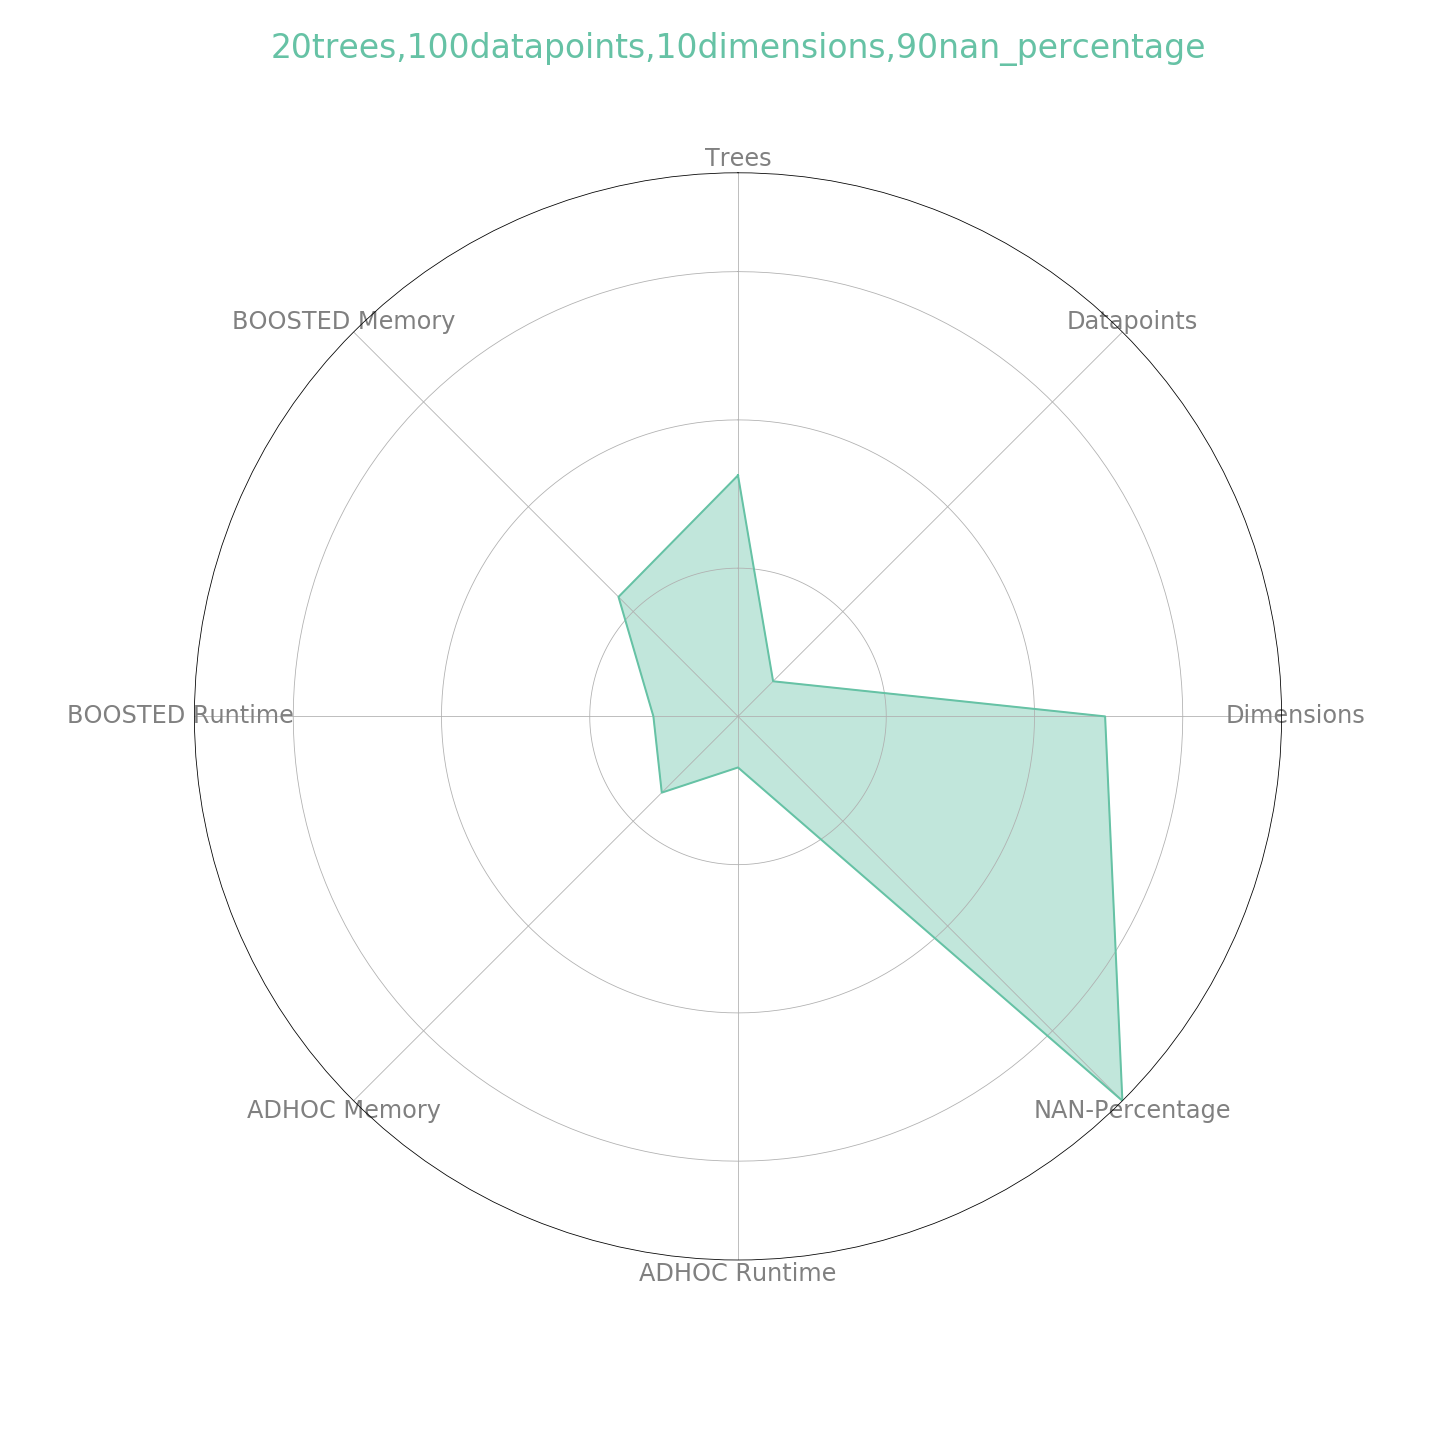 20trees,100datapoints,10dimensions,90nan_percentage
Trees
BOOSTED Memory
Datapoints
BOOSTED Runtime
Dimensions
ADHOC Memory
NAN-Percentage
ADHOC Runtime